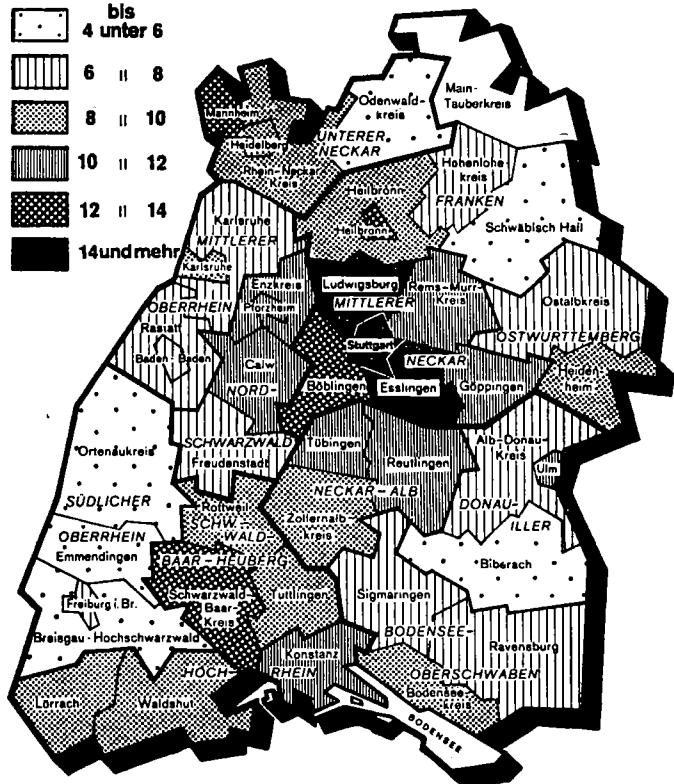 bis
4 unter 6
6 " 8
8 " 10
10 " 12
12 " 14
14 und mehr
Main-
Tauberkreis
Odenwald-
kreis
Mannheim
UNTERER
NECKAR
Heidelberg
Rhein-Neckar
Kreis
Hohenlohe
kreis
FRANKEN
Heilbronn
Heilbronn
Schwäbisch Hall
Karlsruhe
MITTLERER
Karlsruhe
OBERRHEIN
Enzkreis
Pforzheim
Ludwigsburg
MITTLERER
Rems-Murr-
Kreis
Ostalbkreis
OSTWÜRTTEMBERG
Rastatt
Baden-Baden
Stuttgart
NECKAR
Heiden-
heim
Calw
NORD-
Böblingen
Esslingen
Göppingen
SCHWARZWALD
Freudenstadt
Tübingen
Reutlingen
NECKAR-ALB
Alb-Donau-
Kreis
Ulm
DONAU-
ILLER
Ortenaukreis
SÜDLICHER
OBERRHEIN
Emmendingen
Rottweil
SCHW.
WALD-
BAAR-HEUBERG
Zollernalb-
kreis
Biberach
Freiburg i. Br.
Schwarzwald-
Baar-
Kreis
Tuttlingen
Sigmaringen
BODENSEE-
Breisgau-Hochschwarzwald
Ravensburg
HOCH-
RHEIN
Konstanz
OBERSCHWABEN
Bodensee-
kreis
Lörrach
Waldshut
BODENSEE